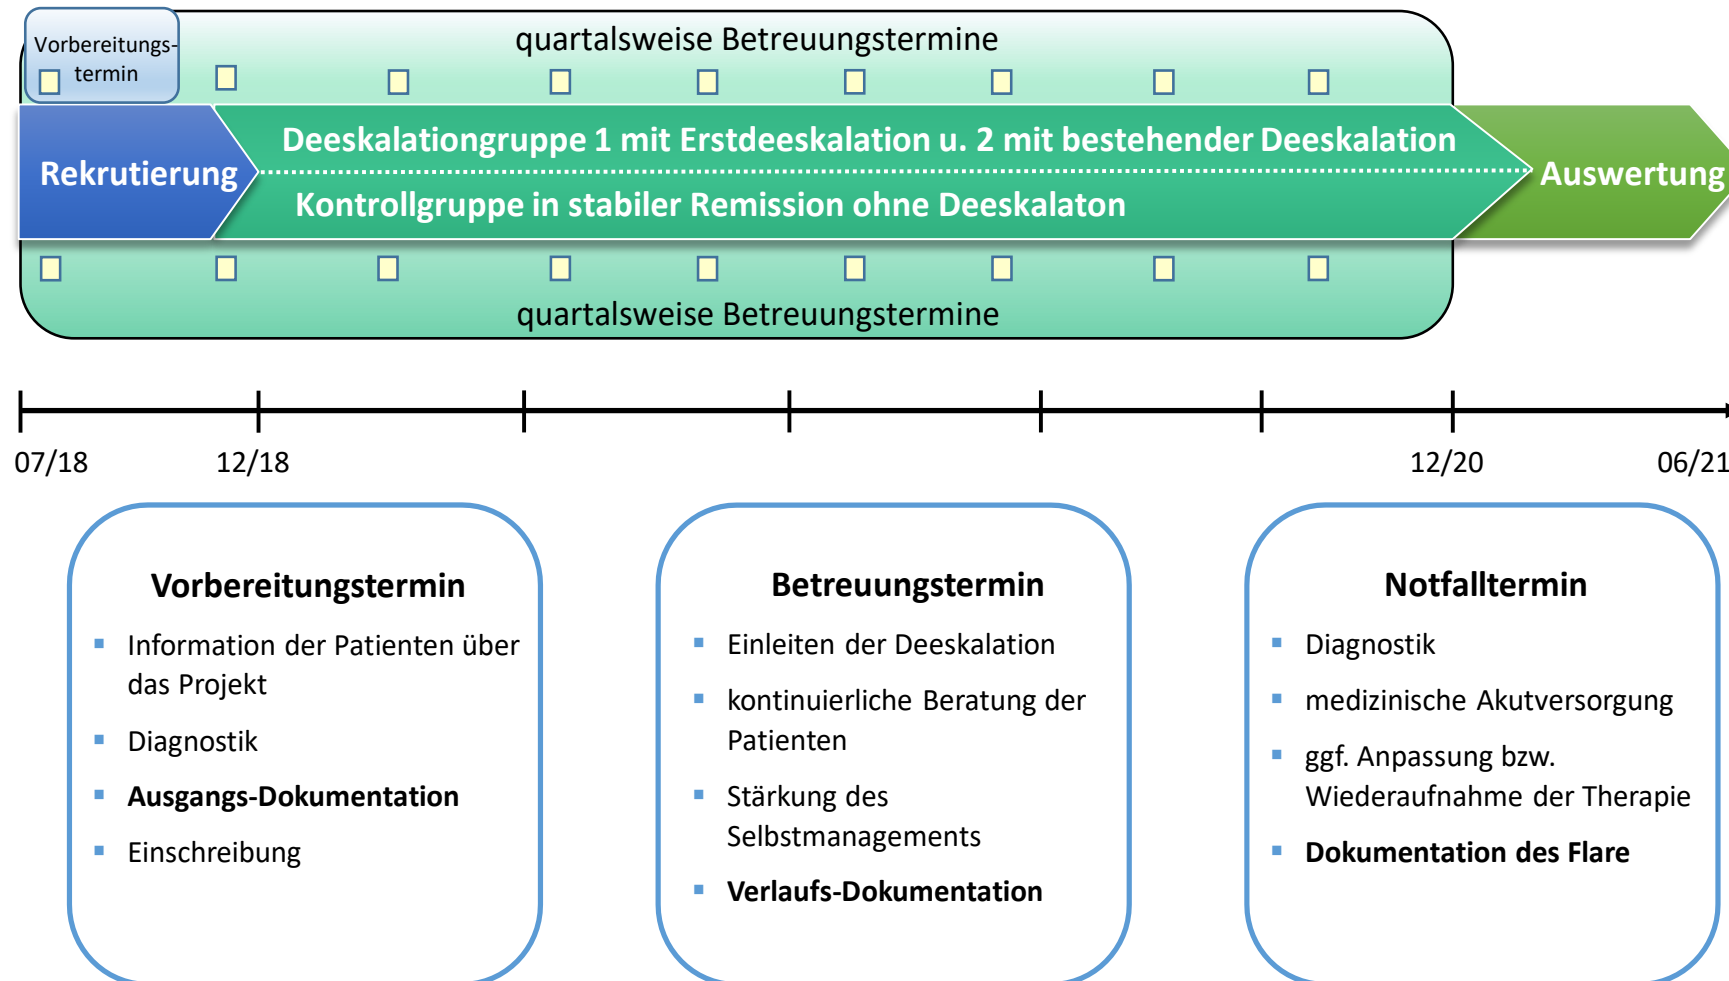 Vorbereitungs-
termin
quartalsweise Betreuungstermine
Rekrutierung
Deeskalationgruppe 1 mit Erstdeeskalation u. 2 mit bestehender Deeskalation
Kontrollgruppe in stabiler Remission ohne Deeskalaton
Auswertung
quartalsweise Betreuungstermine
07/18
12/18
12/20
06/21
Vorbereitungstermin
Information der Patienten über
das Projekt
Diagnostik
Ausgangs-Dokumentation
Einschreibung
Betreuungstermin
Einleiten der Deeskalation
kontinuierliche Beratung der
Patienten
Stärkung des
Selbstmanagements
Verlaufs-Dokumentation
Notfalltermin
Diagnostik
medizinische Akutversorgung
ggf. Anpassung bzw.
Wiederaufnahme der Therapie
Dokumentation des Flare